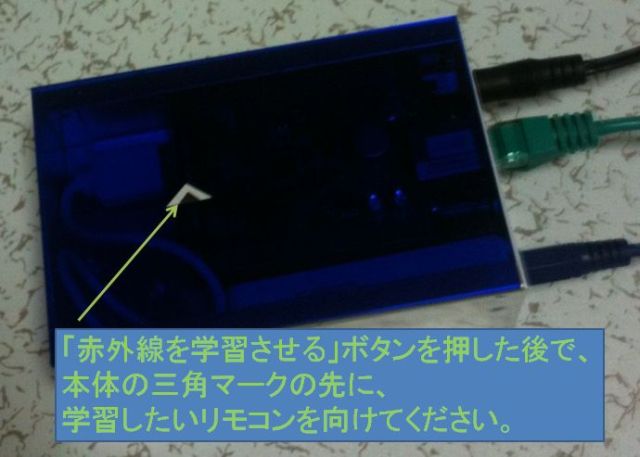 「赤外線を学習させる」ボタンを押した後で、
本体の三角マークの先に、
学習したいリモコンを向けてください。